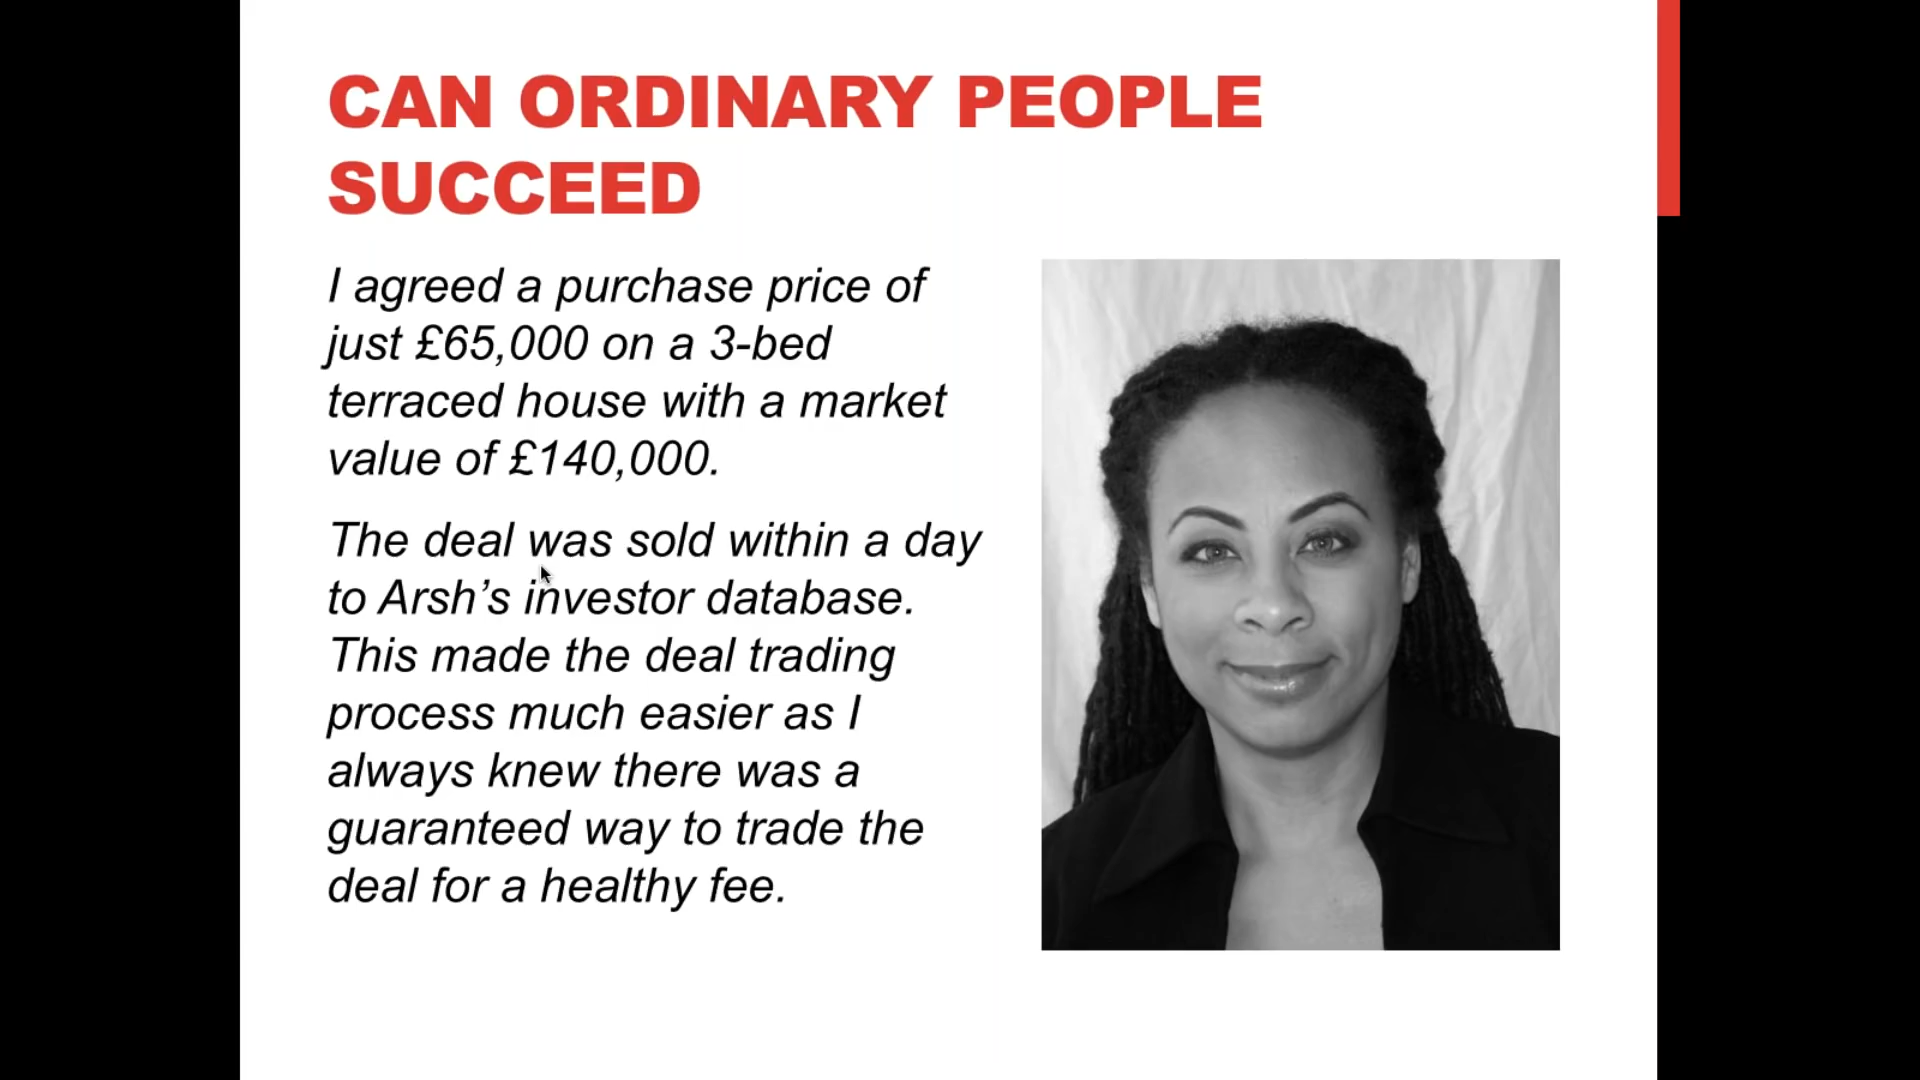 CAN ORDINARY PEOPLE
SUCCEED
I agreed a purchase price of
just £65,000 on a 3-bed
terraced house with a market
value of £140,000.
The deal was sold within a day
to Arsh’s investor database.
This made the deal trading
process much easier as I
always knew there was a
guaranteed way to trade the
deal for a healthy fee.